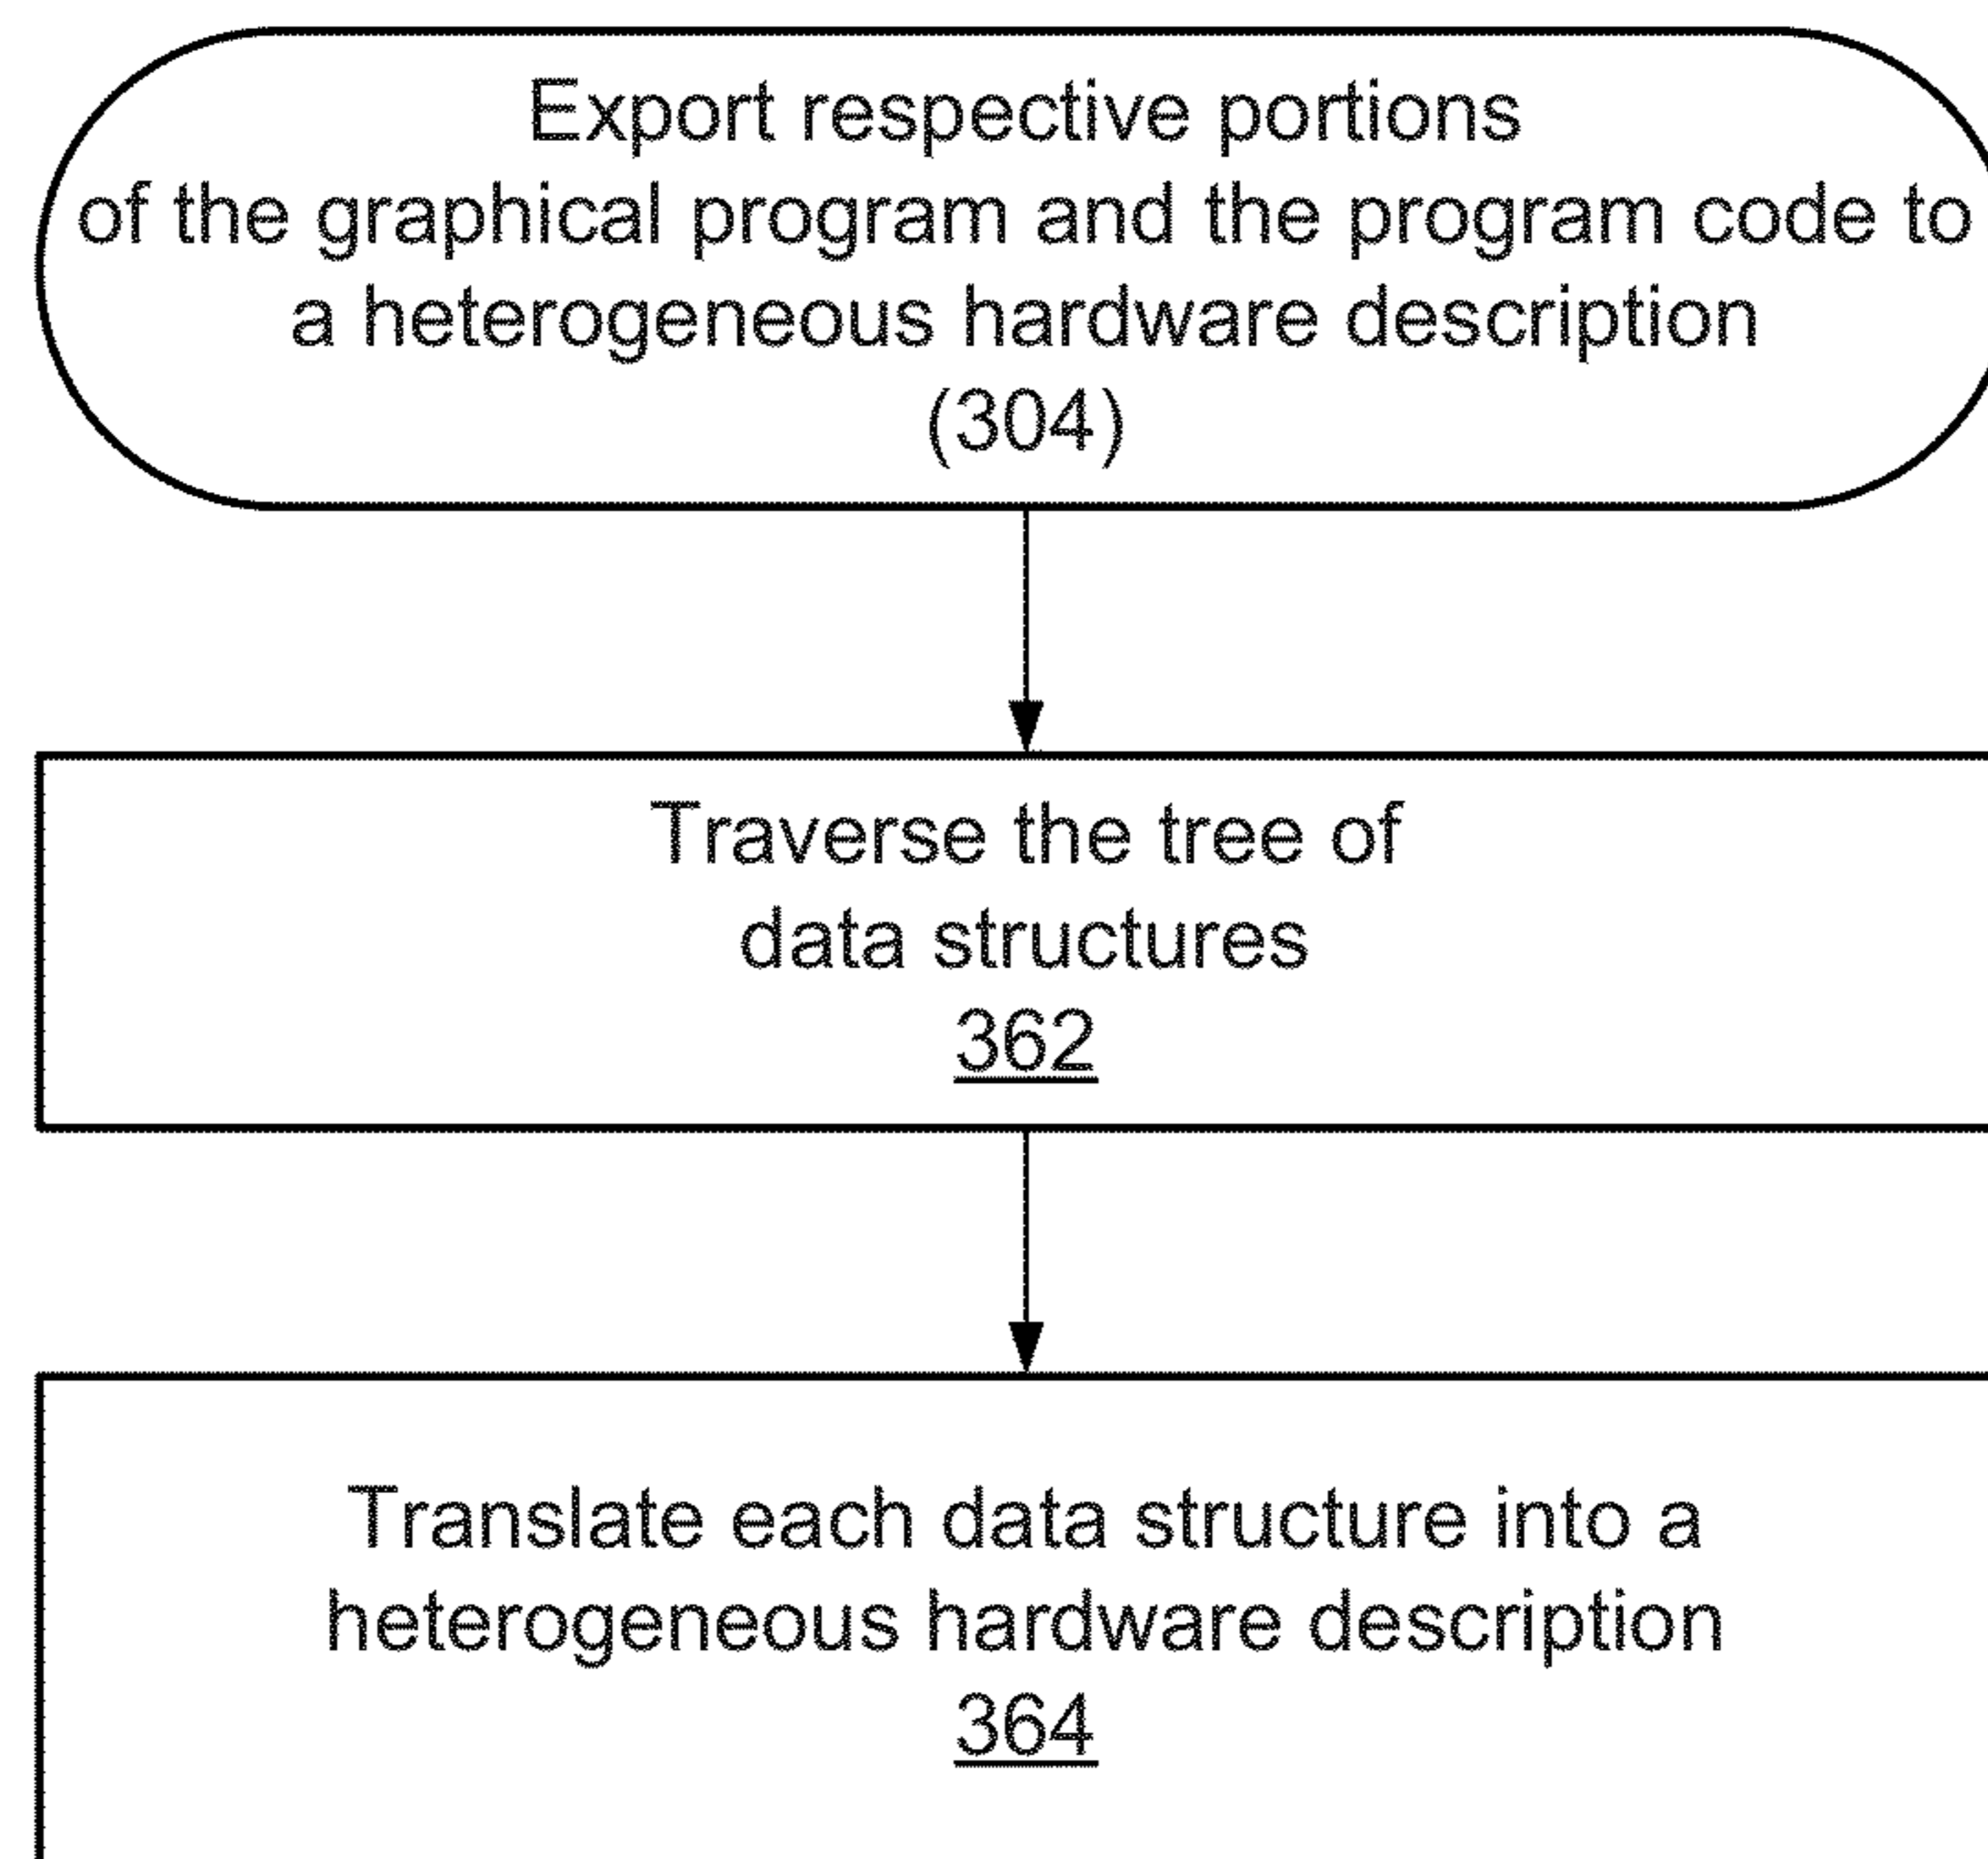 Export respective portions
of the graphical program and the program code to
a heterogeneous hardware description
(304)
Traverse the tree of
data structures
362
Translate each data structure into a
heterogeneous hardware description
364